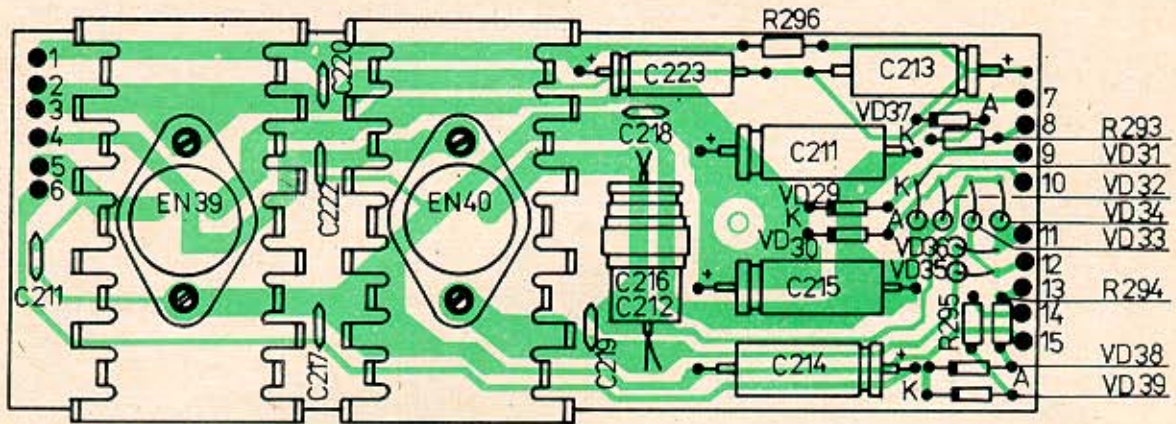 R296
1
2
3
4
5
6
C220
C223
C213
+
+
7
8
9
10
11
12
13
14
15
VD37
A
K
R293
C218
EN39
EN40
C222
+
C211
VD31
VD29
K
VD32
K
A
VD34
VD30
VD36
VD33
VD35
C211
C216
C212
+
C215
R294
R295
C217
C219
C214
+
VD38
K
A
VD39